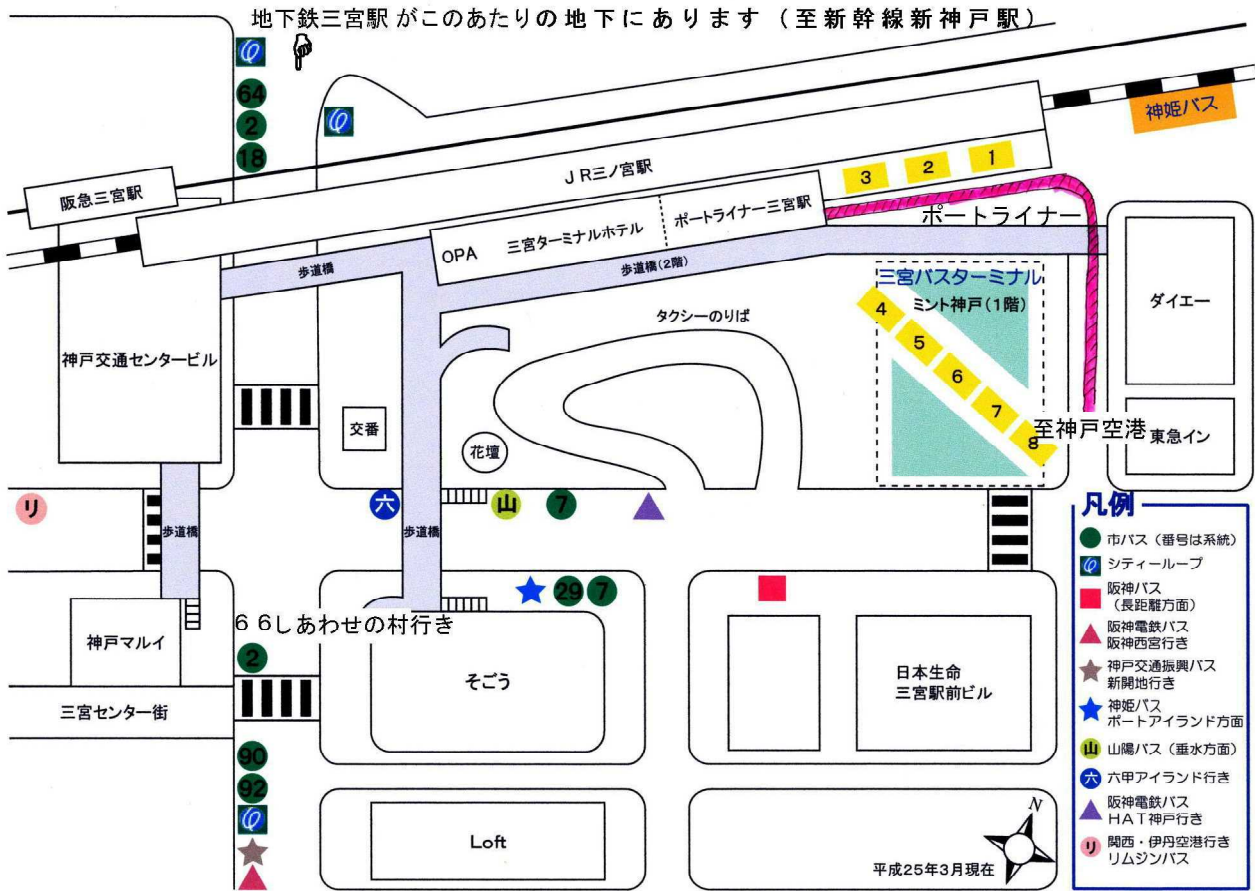 地下鉄三宮駅がこのあたりの地下にあります（至新幹線新神戸駅）
64
2
18
神姫バス
阪急三宮駅
JR三ノ宮駅
3
2
1
OPA
三宮ターミナルホテル
ポートライナー三宮駅
ポートライナー
歩道橋
歩道橋(2階)
三宮バスターミナル
ミント神戸(1階)
4
5
6
7
8
至神戸空港
ダイエー
東急イン
タクシーのりば
神戸交通センタービル
交番
花壇
リ
歩道橋
六
歩道橋
山
7
29
7
66しあわせの村行き
神戸マルイ
2
三宮センター街
そごう
日本生命
三宮駅前ビル
90
92
Loft
N
平成25年3月現在
凡例
市バス（番号は系統）
シティーループ
阪神バス
（長距離方面）
阪神電鉄バス
阪神西宮行き
神戸交通振興バス
新開地行き
神姫バス
ポートアイランド方面
山 山陽バス（垂水方面）
六 六甲アイランド行き
阪神電鉄バス
HAT神戸行き
リ 関西・伊丹空港行き
リムジンバス